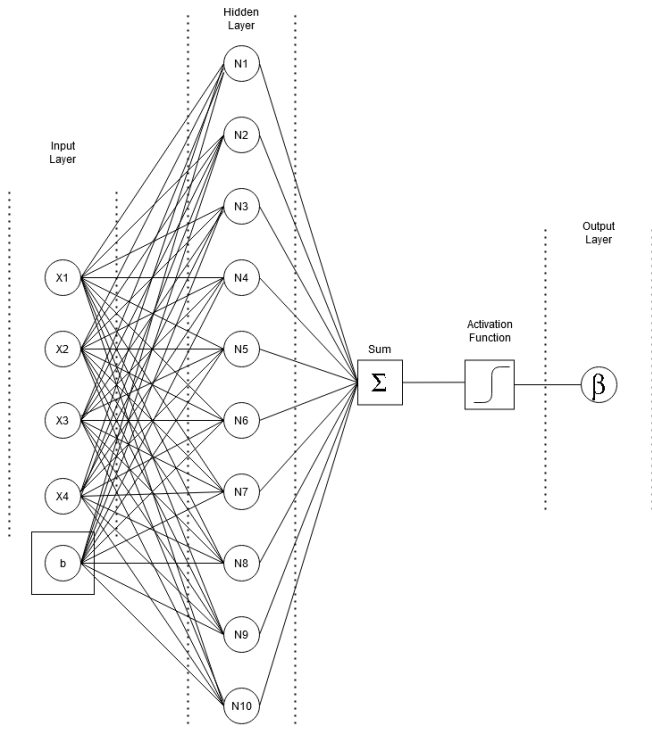 Hidden
Layer
N1
Input
Layer
N2
N3
Output
Layer
X1
N4
Activation
Function
X2
N5
Sum
Σ
β
X3
N6
X4
N7
b
N8
N9
N10